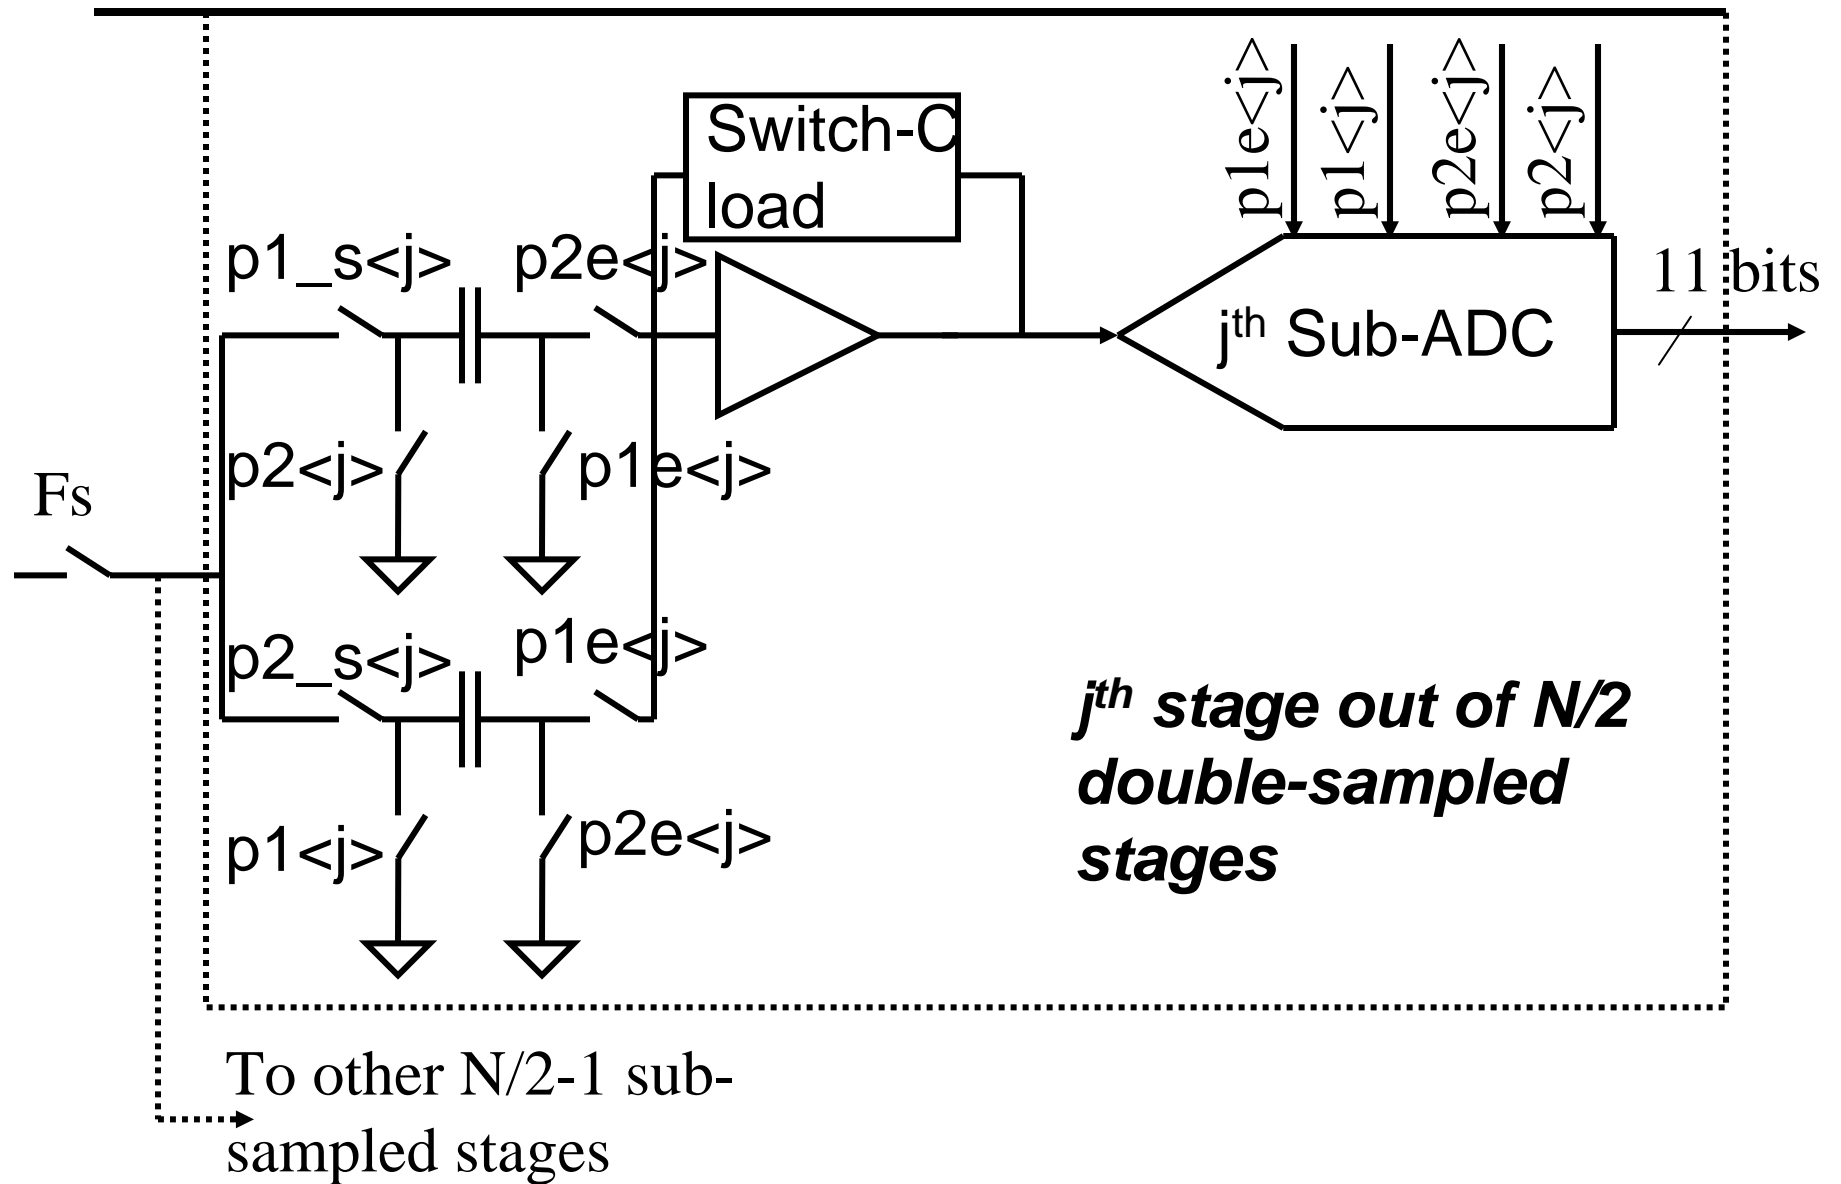 p1e<j>
p1<j>
p2e<j>
p2<j>
Switch-C
load
p1_s<j>
p2e<j>
11 bits
jth Sub-ADC
p2<j>
p1e<j>
Fs
p2_s<j>
p1e<j>
jth stage out of N/2
double-sampled
stages
p1<j>
p2e<j>
To other N/2-1 sub-
sampled stages